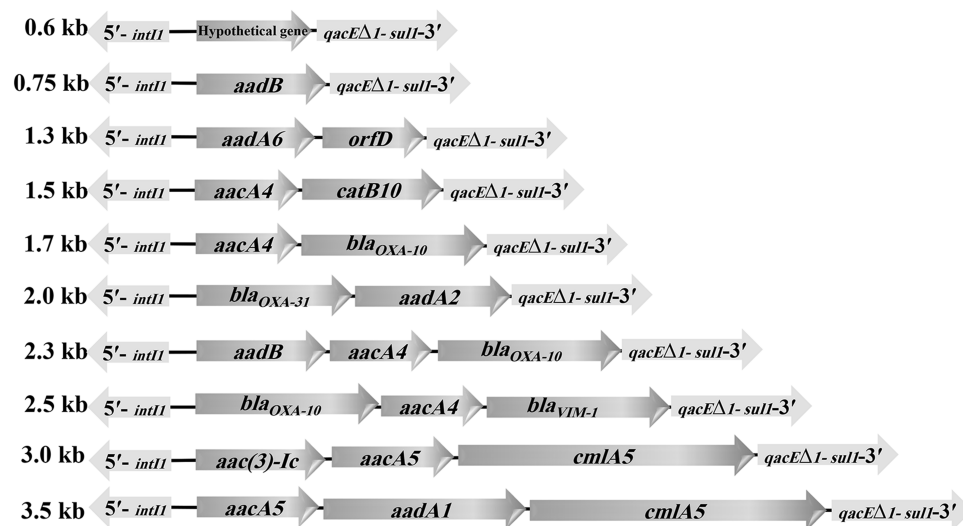 0.6 kb 5'- intI1 Hypothetical gene qacEΔ1- sul1-3'
0.75 kb 5'- intI1 aadB qacEΔ1- sul1-3'
1.3 kb 5'- intI1 aadA6 orfD qacEΔ1- sul1-3'
1.5 kb 5'- intI1 aacA4 catB10 qacEΔ1- sul1-3'
1.7 kb 5'- intI1 aacA4 blaOXA-10 qacEΔ1- sul1-3'
2.0 kb 5'- intI1 blaOXA-31 aadA2 qacEΔ1- sul1-3'
2.3 kb 5'- intI1 aadB aacA4 blaOXA-10 qacEΔ1- sul1-3'
2.5 kb 5'- intI1 blaOXA-10 aacA4 blaVIM-1 qacEΔ1- sul1-3'
3.0 kb 5'- intI1 aac(3)-Ic aacA5 cmlA5 qacEΔ1- sul1-3'
3.5 kb 5'- intI1 aacA5 aadA1 cmlA5 qacEΔ1- sul1-3'